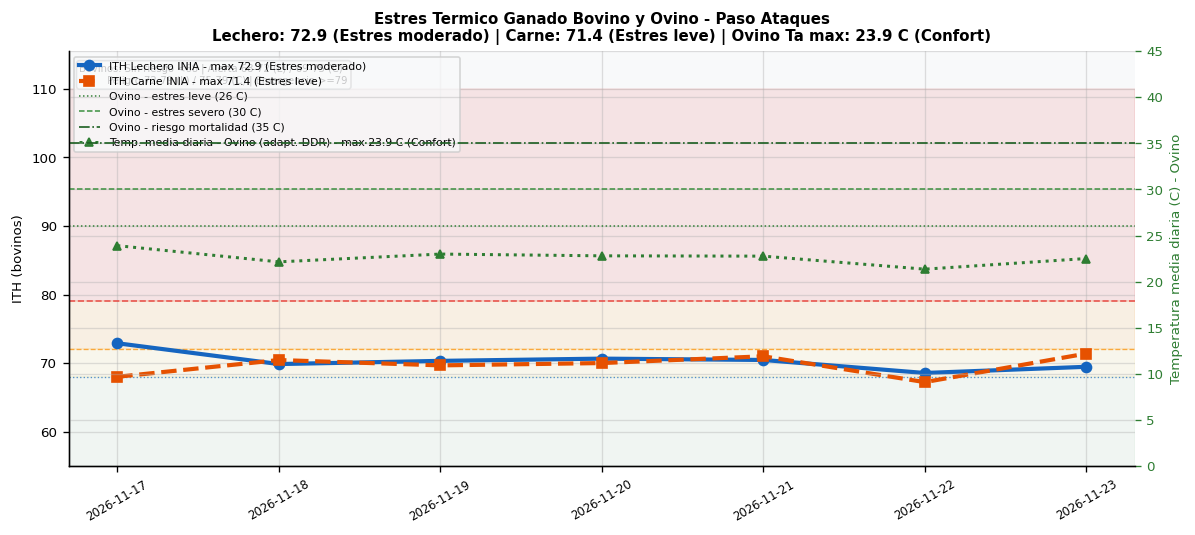 Estres Termico Ganado Bovino y Ovino - Paso Ataques
Lechero: 72.9 (Estres moderado) | Carne: 71.4 (Estres leve) | Ovino Ta max: 23.9 C (Confort)
ITH Lechero INIA - max 72.9 (Estres moderado)
ITH Carne INIA - max 71.4 (Estres leve)
Ovino - estres leve (26 C)
Ovino - estres severo (30 C)
Ovino - riesgo mortalidad (35 C)
Temp. media diaria - Ovino (adapt. DDR) - max 23.9 C (Confort)
>=79
ITH (bovinos)
110
100
90
80
70
60
45
40
35
30
25
20
15
10
5
0
Temperatura media diaria (C) - Ovino
2026-11-17
2026-11-18
2026-11-19
2026-11-20
2026-11-21
2026-11-22
2026-11-23